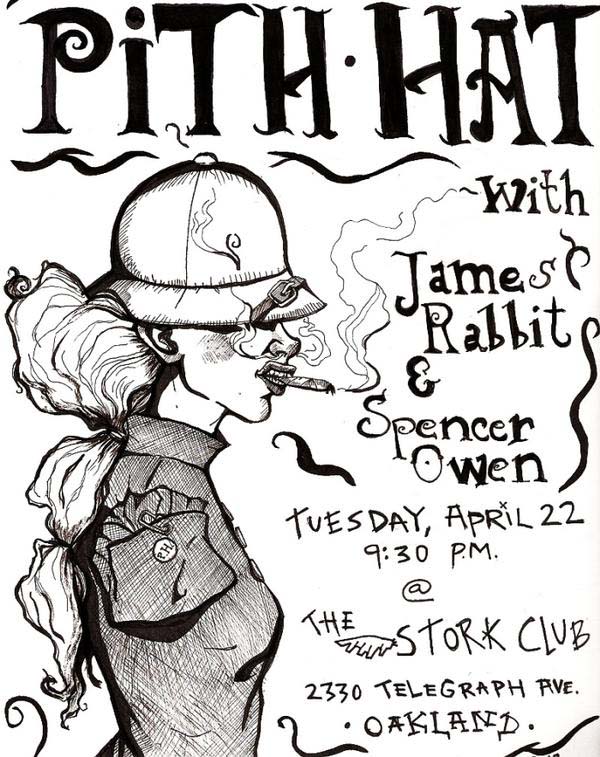 PiTH·HAT
With
James
Rabbit
&
Spencer
Owen
TUESDAY, APRiL 22
9:30 P.M.
@
THE
STORK CLUB
2330 TELEGRAPH AVE.
· OAKLAND ·
P.H.